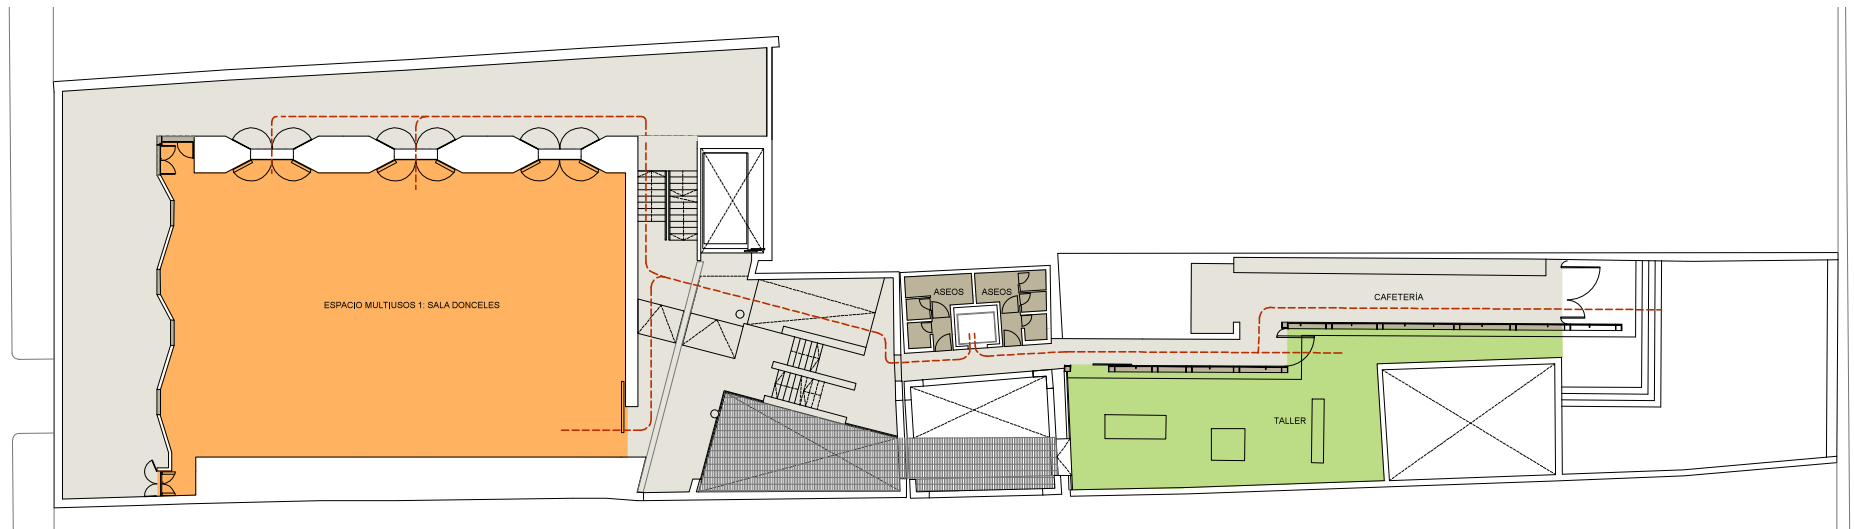 ASEOS
ASEOS
CAFETERÍA
ESPACIO MULTIUSOS 1: SALA DONCELES
TALLER